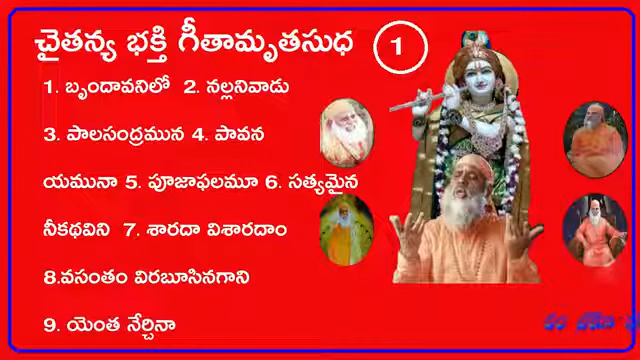 చైతన్య భక్తి గీతామృతసుధ 1
1. బృందావనిలో 2. నల్లనివాడు
3. పాలసంద్రమున 4. పావన
యమునా 5. పూజాఫలమూ 6. సత్యమైన
నీకథవిని 7. శారదా విశారదాం
8.వసంతం విరబూసినగాని
9. యెంత నేర్చినా